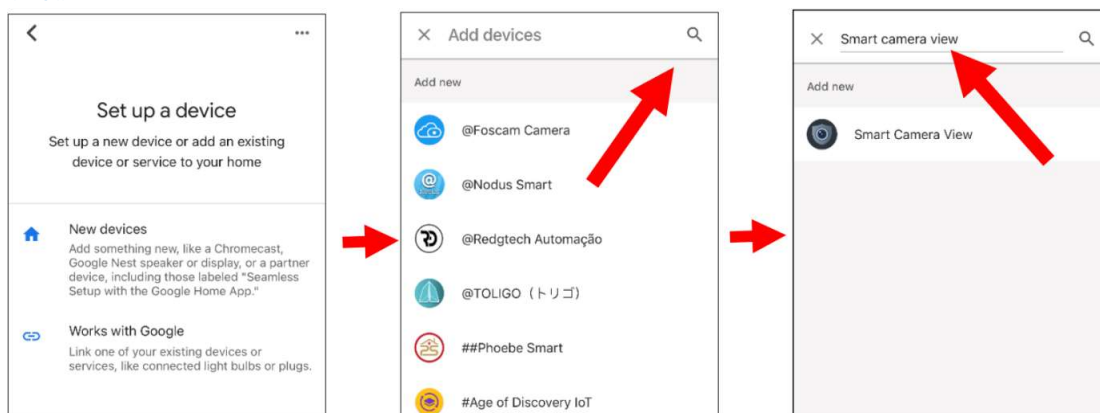 Set up a device
Set up a new device or add an existing
device or service to your home
New devices
Add something new, like a Chromecast,
Google Nest speaker or display, or a partner
device, including those labeled "Seamless
Setup with the Google Home App."
Works with Google
Link one of your existing devices or
services, like connected light bulbs or plugs.
Add devices
Add new
@Foscam Camera
@Nodus Smart
@Redgtech Automação
@TOLIGO (トリゴ)
##Phoebe Smart
#Age of Discovery IoT
Smart camera view
Add new
Smart Camera View